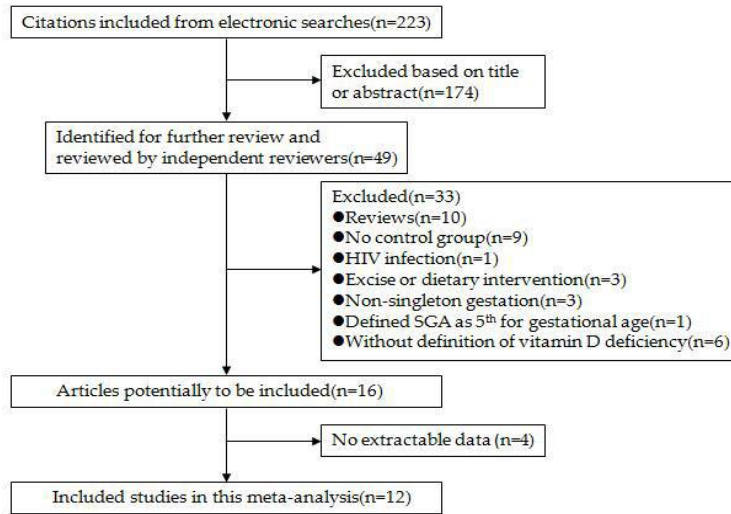 Citations included from electronic searches(n=223)
Excluded based on title
or abstract(n=174)
Identified for further review and
reviewed by independent reviewers(n=49)
Excluded(n=33)
●Reviews(n=10)
●No control group(n=9)
●HIV infection(n=1)
●Excise or dietary intervention(n=3)
●Non-singleton gestation(n=3)
●Defined SGA as 5th for gestational age(n=1)
●Without definition of vitamin D deficiency(n=6)
Articles potentially to be included(n=16)
No extractable data (n=4)
Included studies in this meta-analysis(n=12)